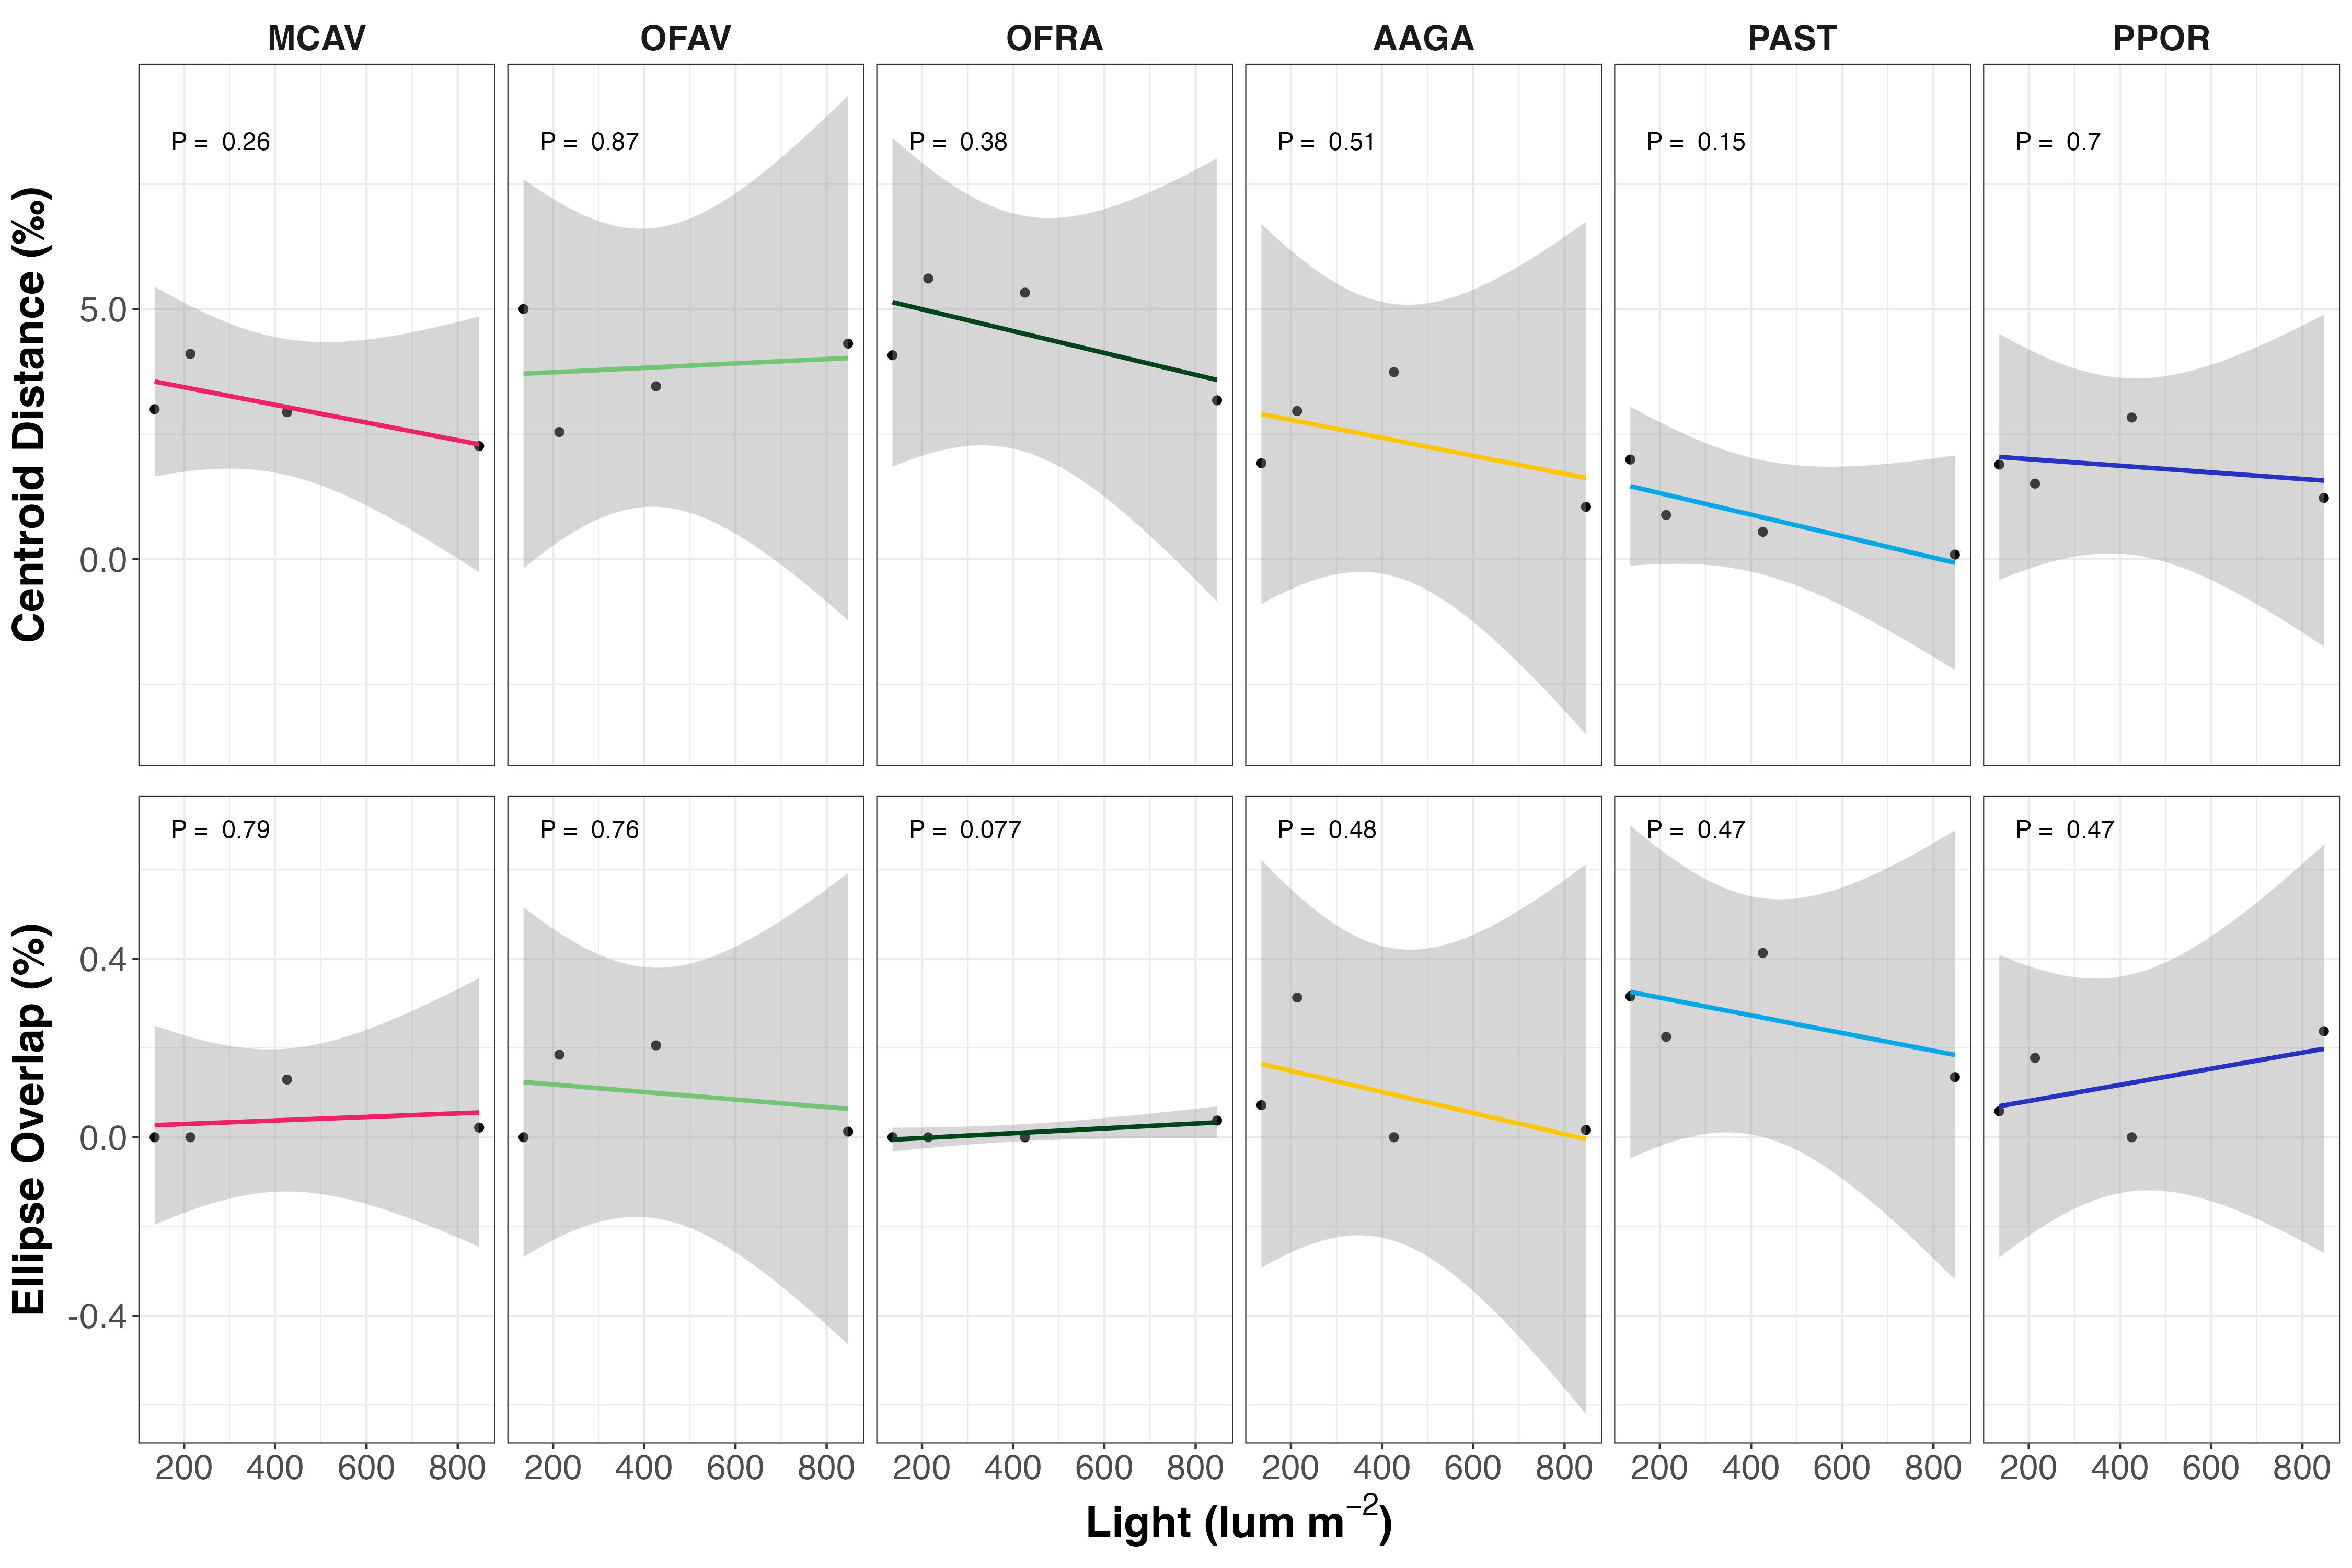 MCAV OFAV OFRA AAGA PAST PPOR
P = 0.26 P = 0.87 P = 0.38 P = 0.51 P = 0.15 P = 0.7
Centroid Distance (‰)
5.0
0.0
P = 0.79 P = 0.76 P = 0.077 P = 0.48 P = 0.47 P = 0.47
Ellipse Overlap (%)
0.4
0.0
-0.4
200 400 600 800 200 400 600 800 200 400 600 800 200 400 600 800 200 400 600 800 200 400 600 800
Light (lum m⁻²)